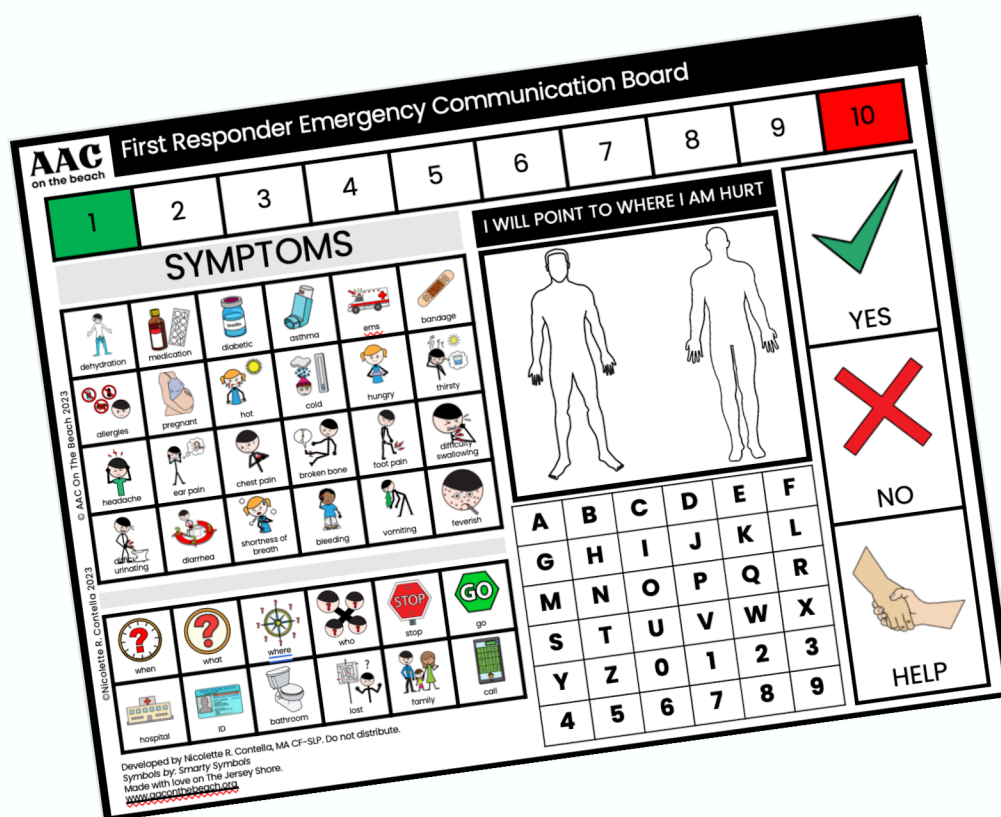 AAC
on the beach
First Responder Emergency Communication Board
1 2 3 4 5 6 7 8 9 10
SYMPTOMS
dehydration medication diabetic asthma ems bandage
allergies pregnant hot cold hungry thirsty
headache ear pain chest pain broken bone foot pain difficulty
swallowing
urinating diarrhea shortness of
breath bleeding vomiting feverish
© AAC On The Beach 2023
I WILL POINT TO WHERE I AM HURT
YES
NO
HELP
when what where who STOP stop GO go
hospital ID bathroom lost family call
©Nicolette R. Contella 2023
A B C D E F
G H I J K L
M N O P Q R
S T U V W X
Y Z 0 1 2 3
4 5 6 7 8 9
Developed by Nicolette R. Contella, MA CF-SLP. Do not distribute.
Symbols by: Smarty Symbols
Made with love on The Jersey Shore.
www.aaconthebeach.org